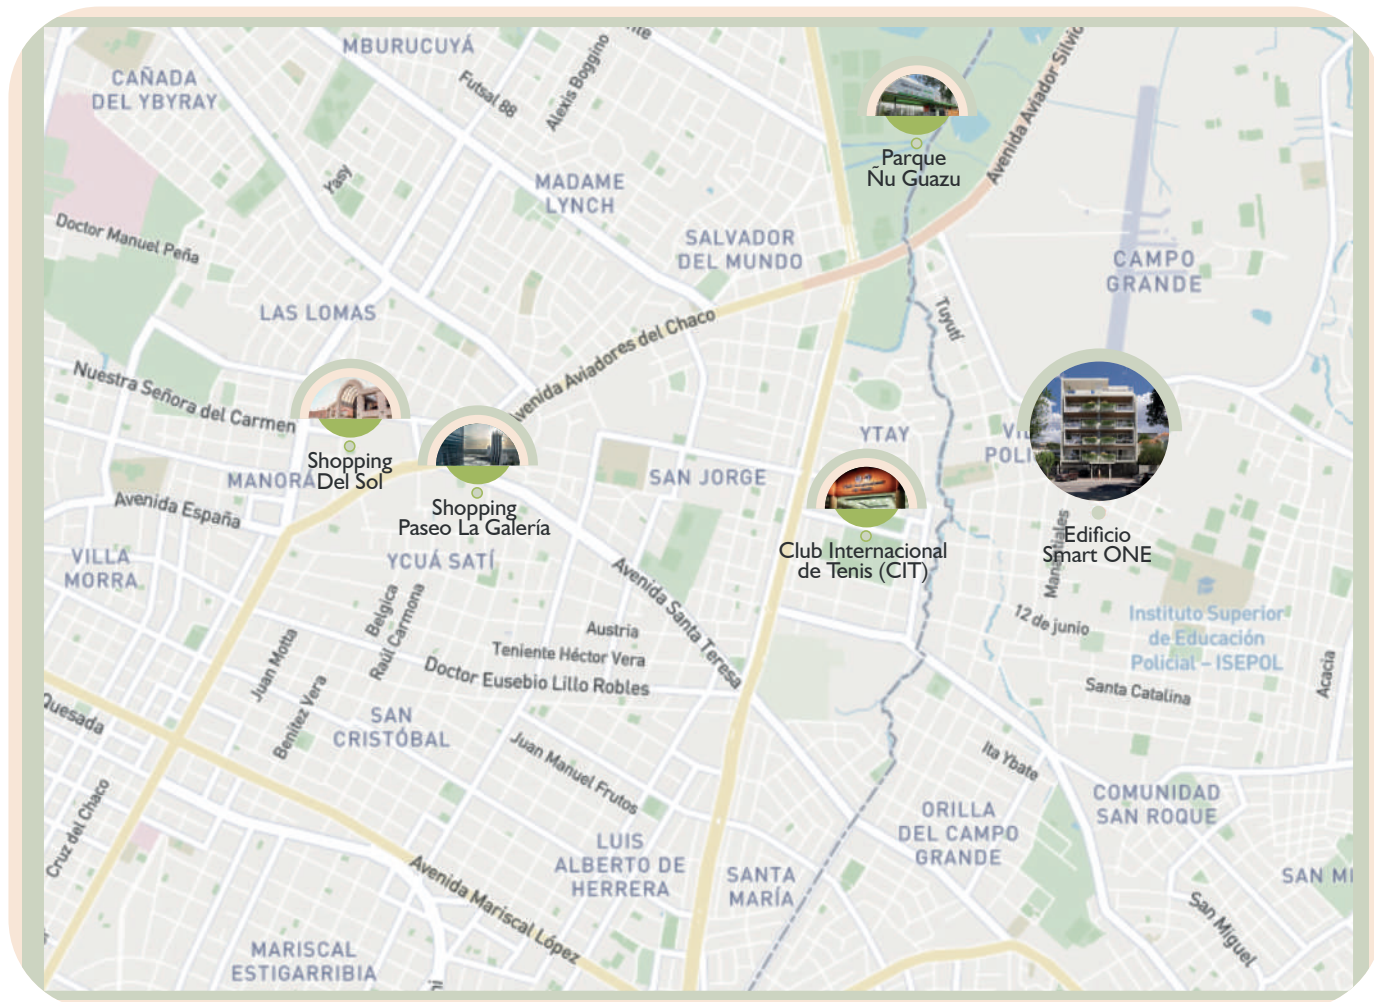 MBURUCUYÁ
CAÑADA
DEL YBYRAY
Futsal 88
Alexis Boggino
Avenida Aviador Silvio
Parque
Ñu Guazu
Yasy
MADAME
LYNCH
Doctor Manuel Peña
SALVADOR
DEL MUNDO
CAMPO
GRANDE
LAS LOMAS
Tuyutí
Avenida Aviadores del Chaco
Nuestra Señora del Carmen
YTAY
Shopping
Del Sol
MANORÁ
SAN JORGE
Avenida España
Shopping
Paseo La Galería
Club Internacional
de Tenis (CIT)
Edificio
Smart ONE
Manantiales
VILLA
MORRA
YCUÁ SATÍ
Avenida Santa Teresa
Belgica
Raúl Carmona
12 de junio
Instituto Superior
de Educación
Policial – ISEPOL
Austria
Teniente Héctor Vera
Doctor Eusebio Lillo Robles
Juan Motta
Benitez Vera
Santa Catalina
Acacia
Quesada
SAN
CRISTÓBAL
Juan Manuel Frutos
Ita Ybate
COMUNIDAD
SAN ROQUE
Cruz del Chaco
ORILLA
DEL CAMPO
GRANDE
LUIS
ALBERTO DE
HERRERA
SANTA
MARÍA
SAN MI
Avenida Mariscal López
San Miguel
MARISCAL
ESTIGARRIBIA